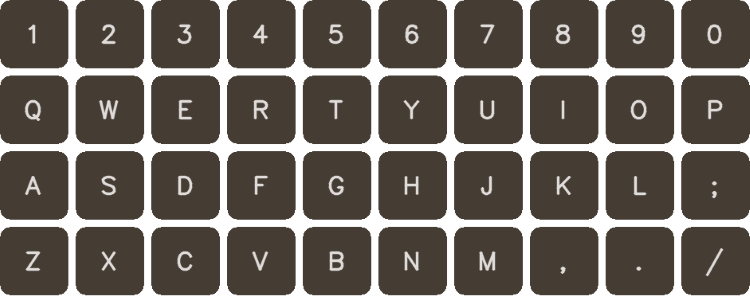 1 2 3 4 5 6 7 8 9 0
Q W E R T Y U I O P
A S D F G H J K L ;
Z X C V B N M , . /